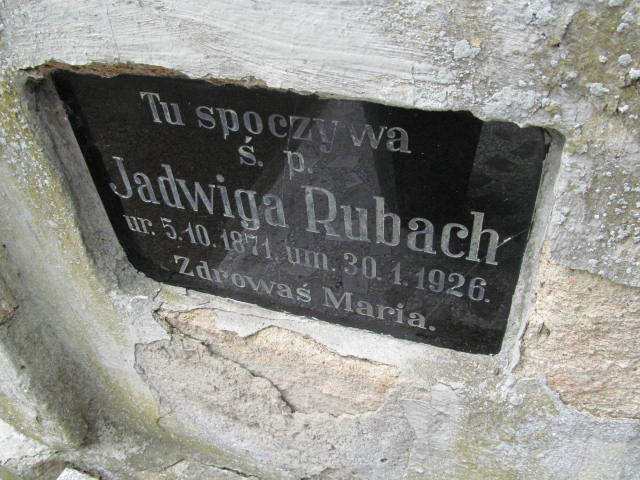 Tu spoczywa
ś. p.
Jadwiga Rubach
ur. 5.10.1871. um. 30.1.1926.
Zdrowaś Maria.